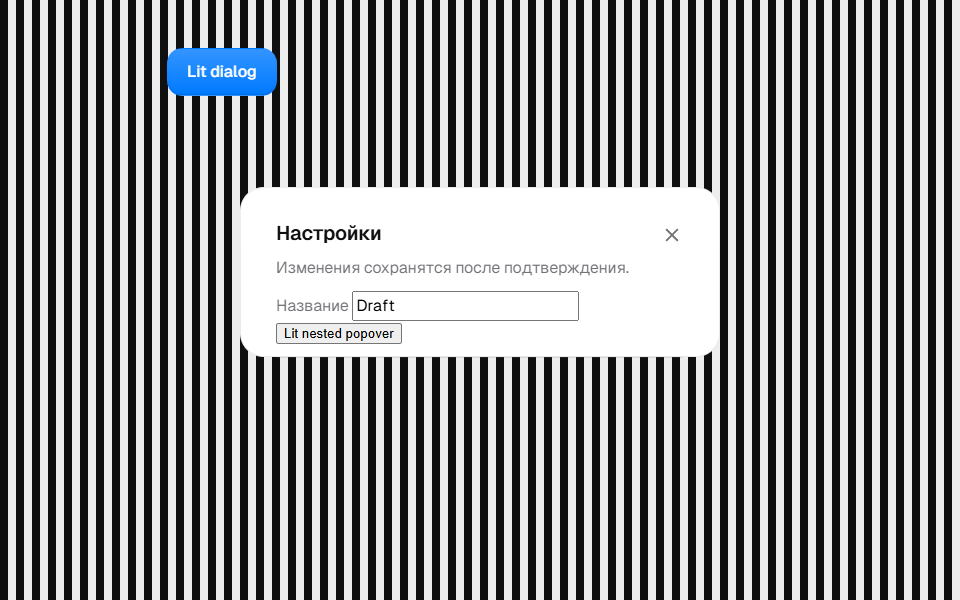 Lit dialog
Настройки
Изменения сохранятся после подтверждения.
Название Draft
Lit nested popover